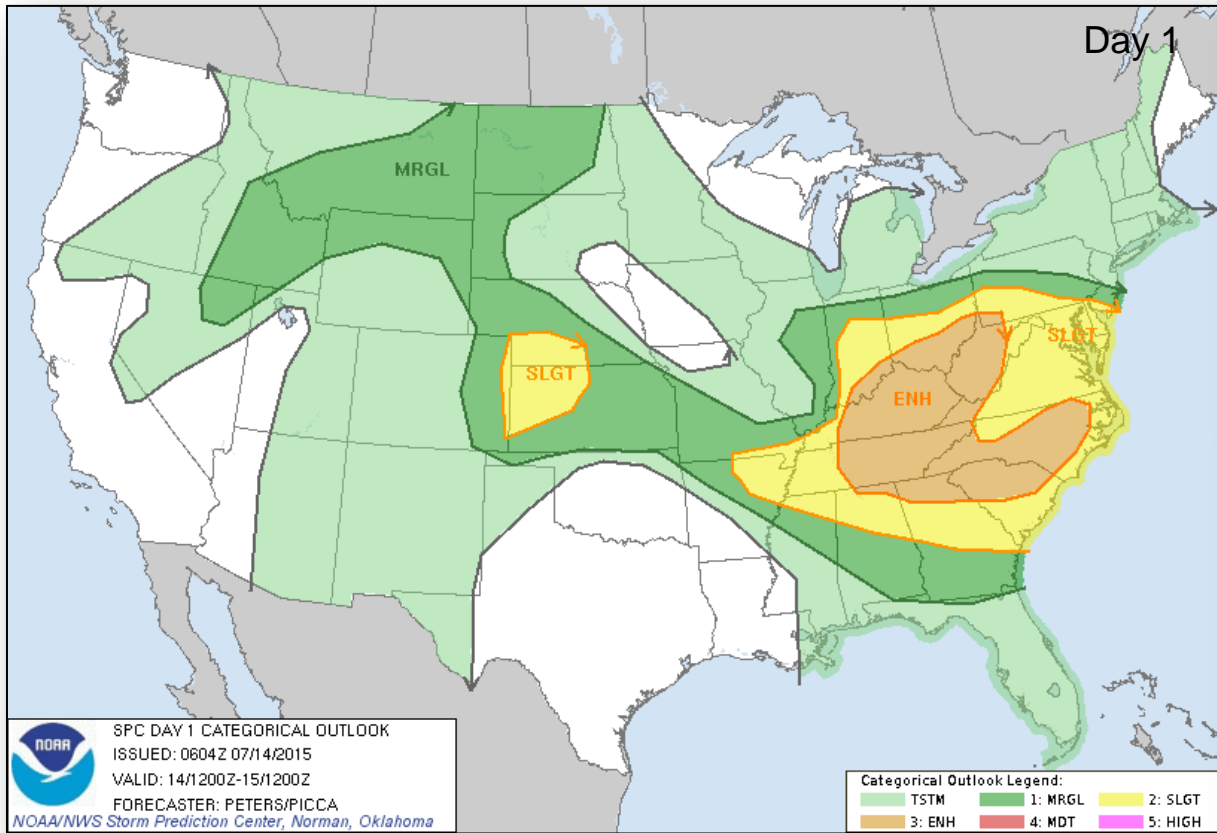 Day 1
MRGL
SLGT
SLGT
ENH
NOAA
SPC DAY 1 CATEGORICAL OUTLOOK
ISSUED: 0604Z 07/14/2015
VALID: 14/1200Z-15/1200Z
FORECASTER: PETERS/PICCA
NOAA/NWS Storm Prediction Center, Norman, Oklahoma
Categorical Outlook Legend:
TSTM 1: MRGL 2: SLGT
3: ENH 4: MDT 5: HIGH